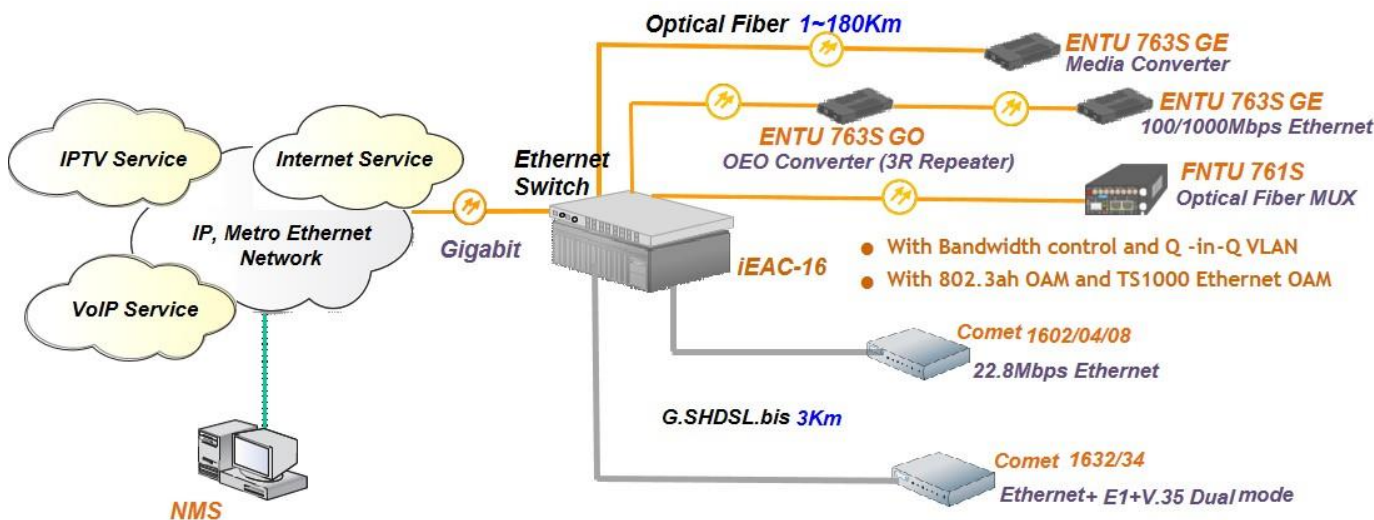 Optical Fiber 1~180Km
ENTU 763S GE
Media Converter
ENTU 763S GO
OEO Converter (3R Repeater)
ENTU 763S GE
100/1000Mbps Ethernet
FNTU 761S
Optical Fiber MUX
IPTV Service
Internet Service
IP, Metro Ethernet
Network
VoIP Service
Gigabit
Ethernet
Switch
iEAC-16
● With Bandwidth control and Q -in-Q VLAN
● With 802.3ah OAM and TS1000 Ethernet OAM
Comet 1602/04/08
22.8Mbps Ethernet
G.SHDSL.bis 3Km
Comet 1632/34
Ethernet+ E1+V.35 Dual mode
NMS